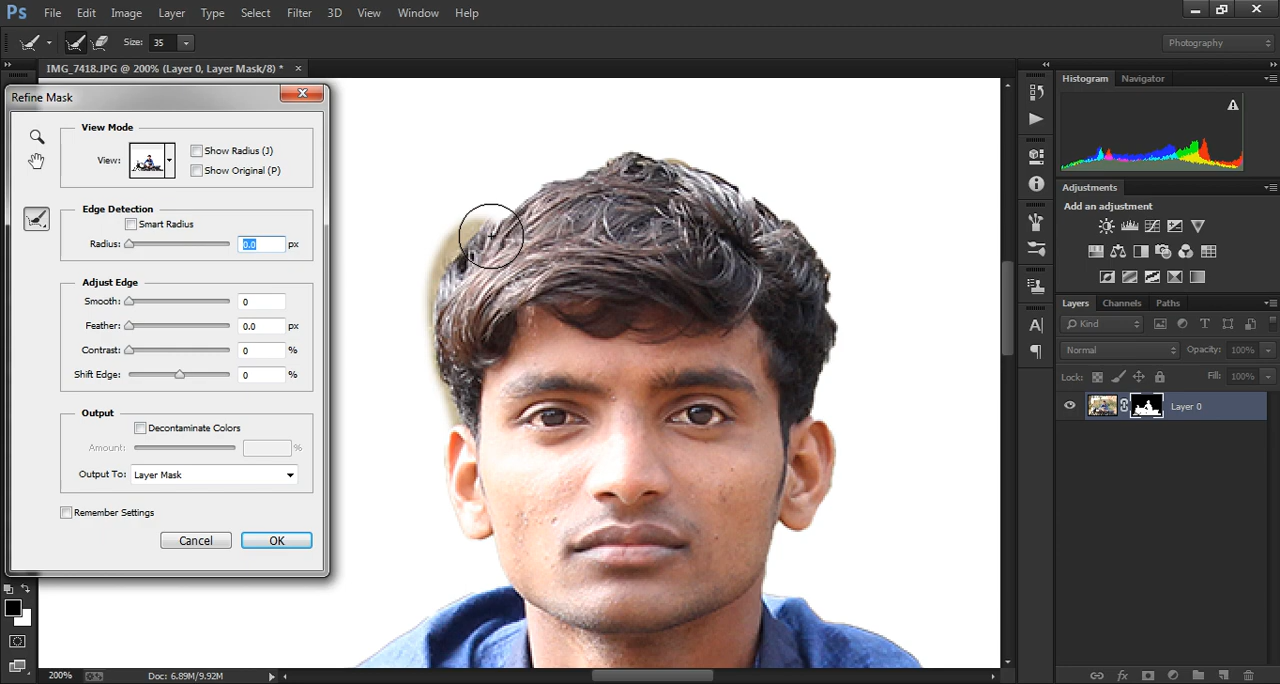 Ps File Edit Image Layer Type Select Filter 3D View Window Help
Size: 35 Photography
IMG_7418.JPG @ 200% (Layer 0, Layer Mask/8) * ×
Refine Mask
View Mode
View:
Show Radius (J)
Show Original (P)
Edge Detection
Smart Radius
Radius: 0.0 px
Adjust Edge
Smooth: 0
Feather: 0.0 px
Contrast: 0 %
Shift Edge: 0 %
Output
Decontaminate Colors
Amount: %
Output To: Layer Mask
Remember Settings
Cancel OK
Histogram Navigator
Adjustments
Add an adjustment
Layers Channels Paths
Kind
Normal Opacity: 100%
Lock: Fill: 100%
Layer 0
200% Doc: 6.89M/9.92M